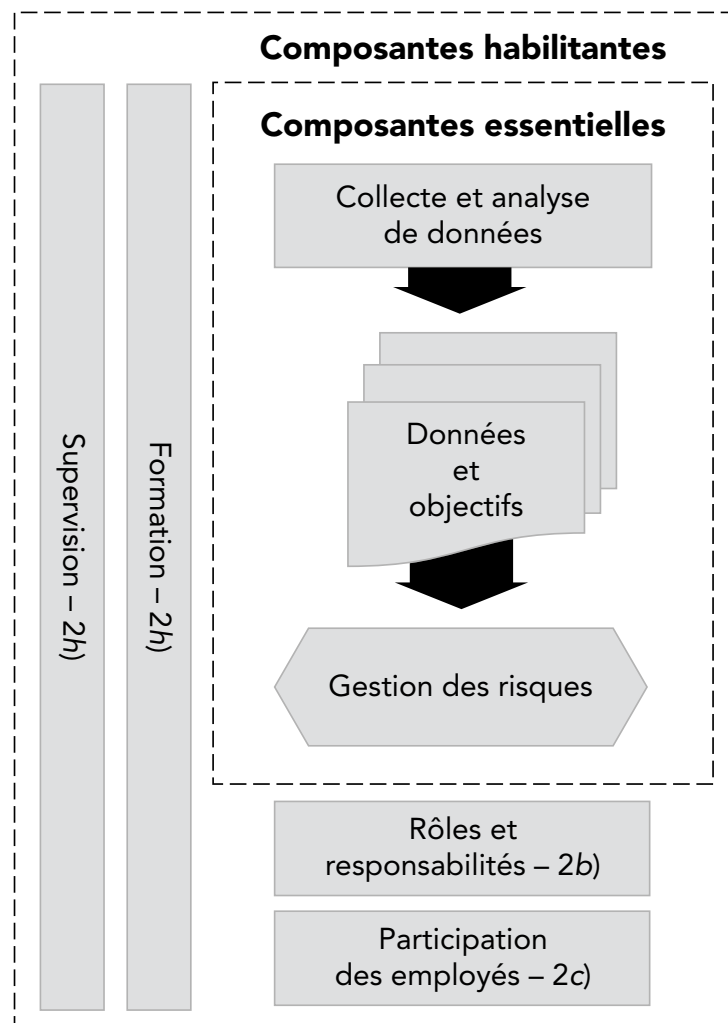 Composantes habilitantes
Composantes essentielles
Collecte et analyse
de données
Données
et
objectifs
Gestion des risques
Supervision – 2h)
Formation – 2h)
Rôles et
responsabilités – 2b)
Participation
des employés – 2c)